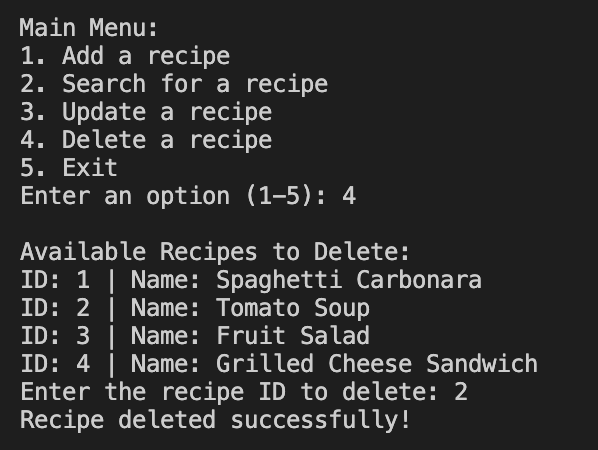 Main Menu:
1. Add a recipe
2. Search for a recipe
3. Update a recipe
4. Delete a recipe
5. Exit
Enter an option (1-5): 4

Available Recipes to Delete:
ID: 1 | Name: Spaghetti Carbonara
ID: 2 | Name: Tomato Soup
ID: 3 | Name: Fruit Salad
ID: 4 | Name: Grilled Cheese Sandwich
Enter the recipe ID to delete: 2
Recipe deleted successfully!